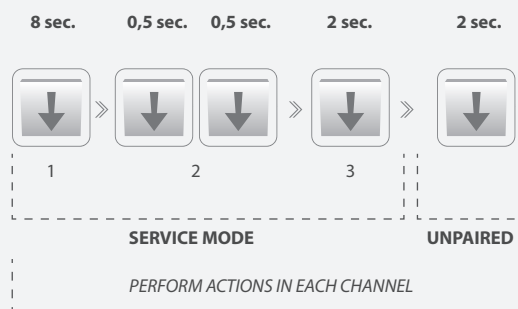 8 sec. 0,5 sec. 0,5 sec. 2 sec. 2 sec.
1 2 3
SERVICE MODE UNPAIRED
PERFORM ACTIONS IN EACH CHANNEL